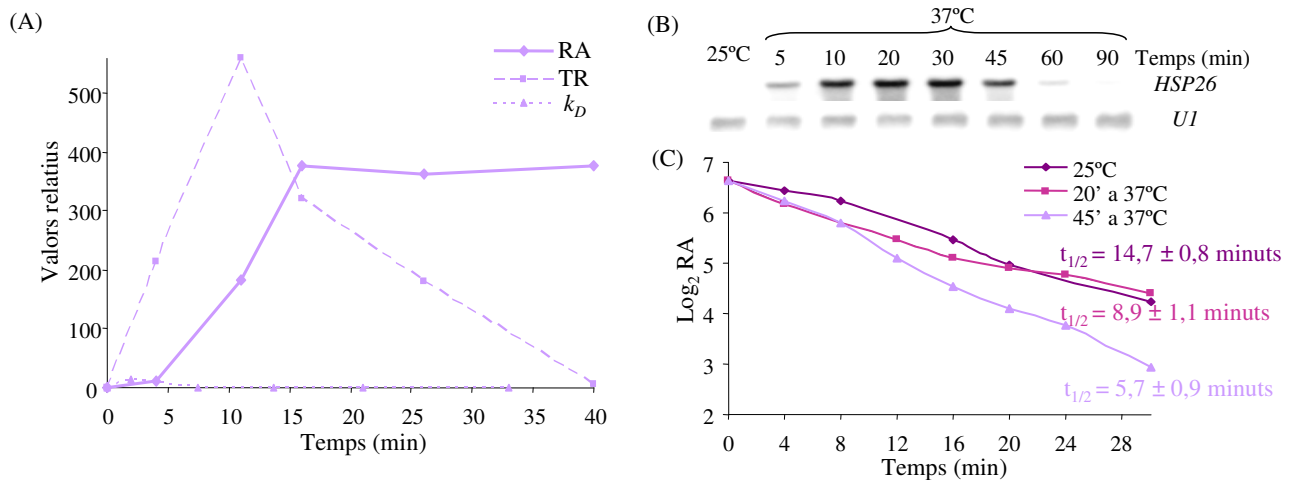 (A)
RA
TR
k_D
Valors relatius
500
400
300
200
100
0
0 5 10 15 20 25 30 35 40
Temps (min)
(B)
37ºC
25ºC 5 10 20 30 45 60 90 Temps (min)
HSP26
U1
(C)
25ºC
20' a 37ºC
45' a 37ºC
Log2 RA
7
6
5
4
3
2
t1/2 = 14,7 ± 0,8 minuts
t1/2 = 8,9 ± 1,1 minuts
t1/2 = 5,7 ± 0,9 minuts
0 4 8 12 16 20 24 28
Temps (min)